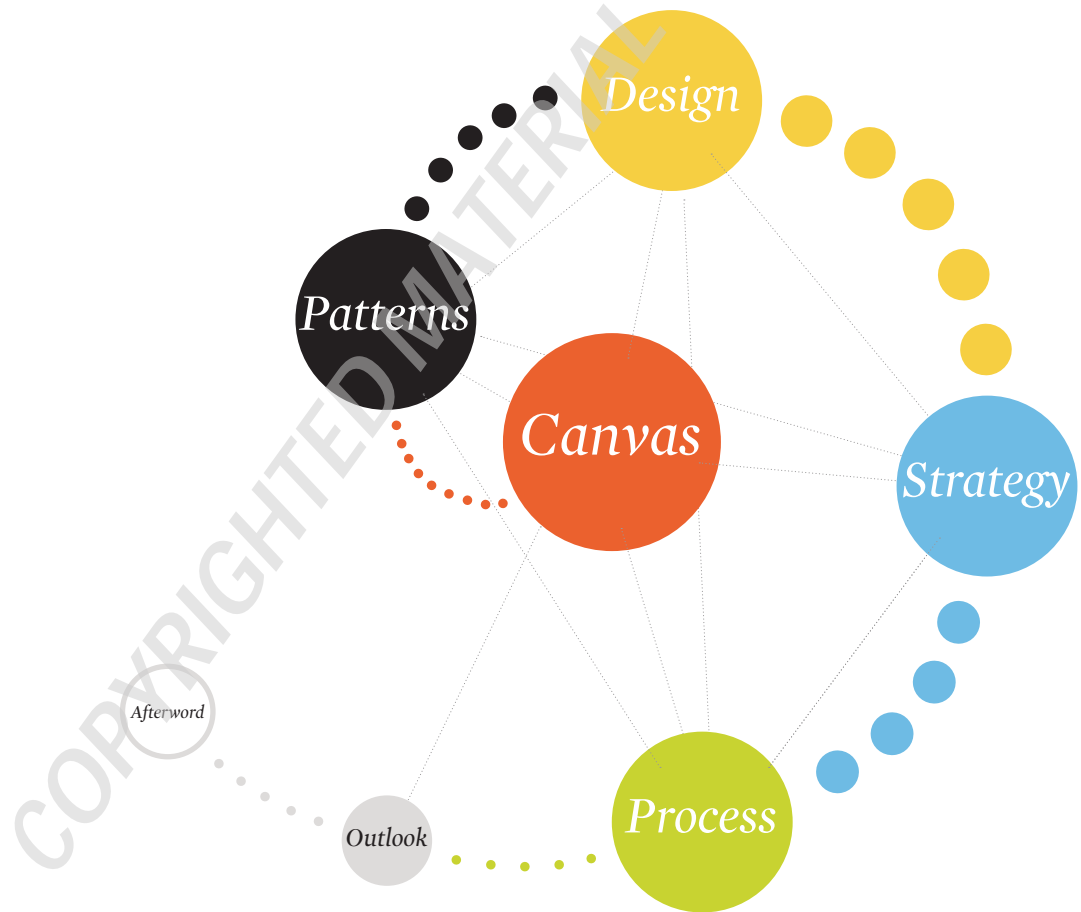 Design
Patterns
Canvas
Strategy
Afterword
Outlook
Process
COPYRIGHTED MATERIAL